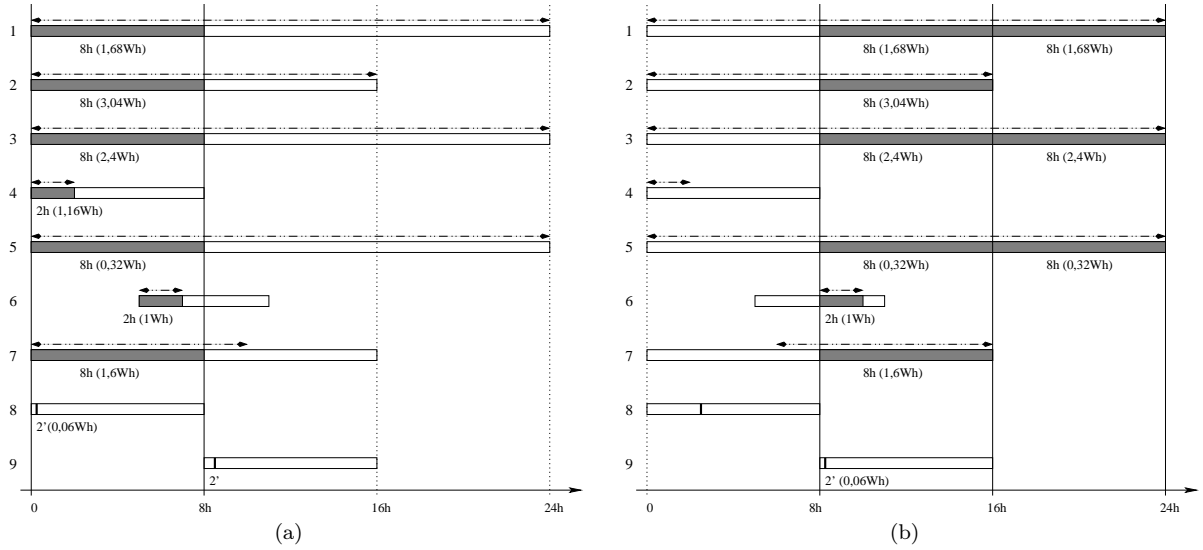 1
8h (1,68Wh)
2
8h (3,04Wh)
3
8h (2,4Wh)
4
2h (1,16Wh)
5
8h (0,32Wh)
6
2h (1Wh)
7
8h (1,6Wh)
8
2'(0,06Wh)
9
2'
0 8h 16h 24h
(a)
1
8h (1,68Wh) 8h (1,68Wh)
2
8h (3,04Wh)
3
8h (2,4Wh) 8h (2,4Wh)
4
5
8h (0,32Wh) 8h (0,32Wh)
6
2h (1Wh)
7
8h (1,6Wh)
8
9
2' (0,06Wh)
0 8h 16h 24h
(b)